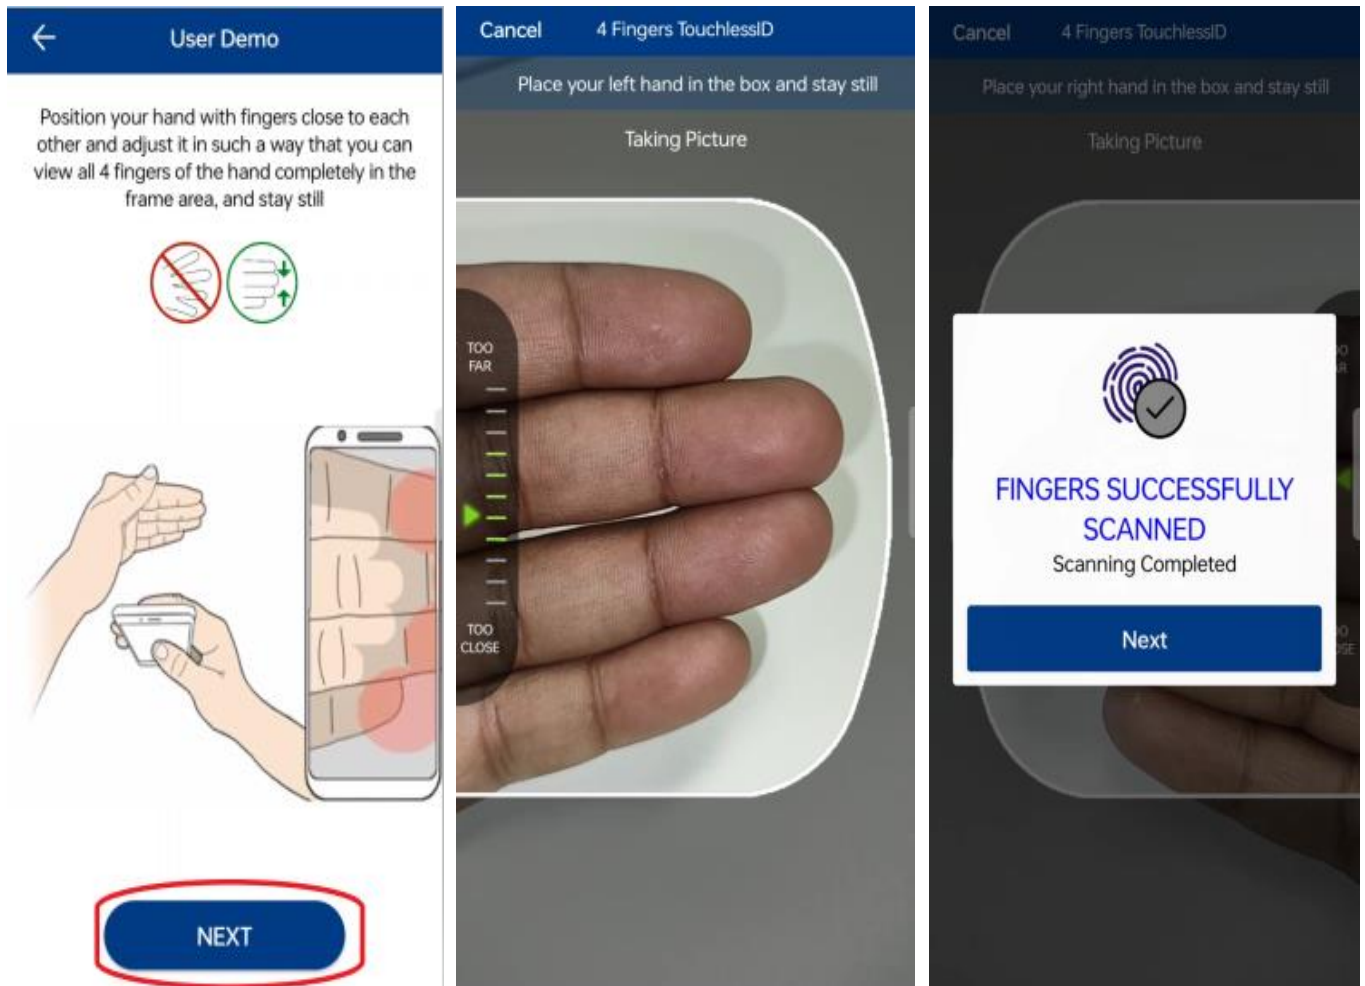 User Demo
Position your hand with fingers close to each
other and adjust it in such a way that you can
view all 4 fingers of the hand completely in the
frame area, and stay still
NEXT
Cancel
4 Fingers TouchlessID
Place your left hand in the box and stay still
Taking Picture
TOO
FAR
TOO
CLOSE
Cancel
4 Fingers TouchlessID
Place your right hand in the box and stay still
Taking Picture
FINGERS SUCCESSFULLY
SCANNED
Scanning Completed
Next